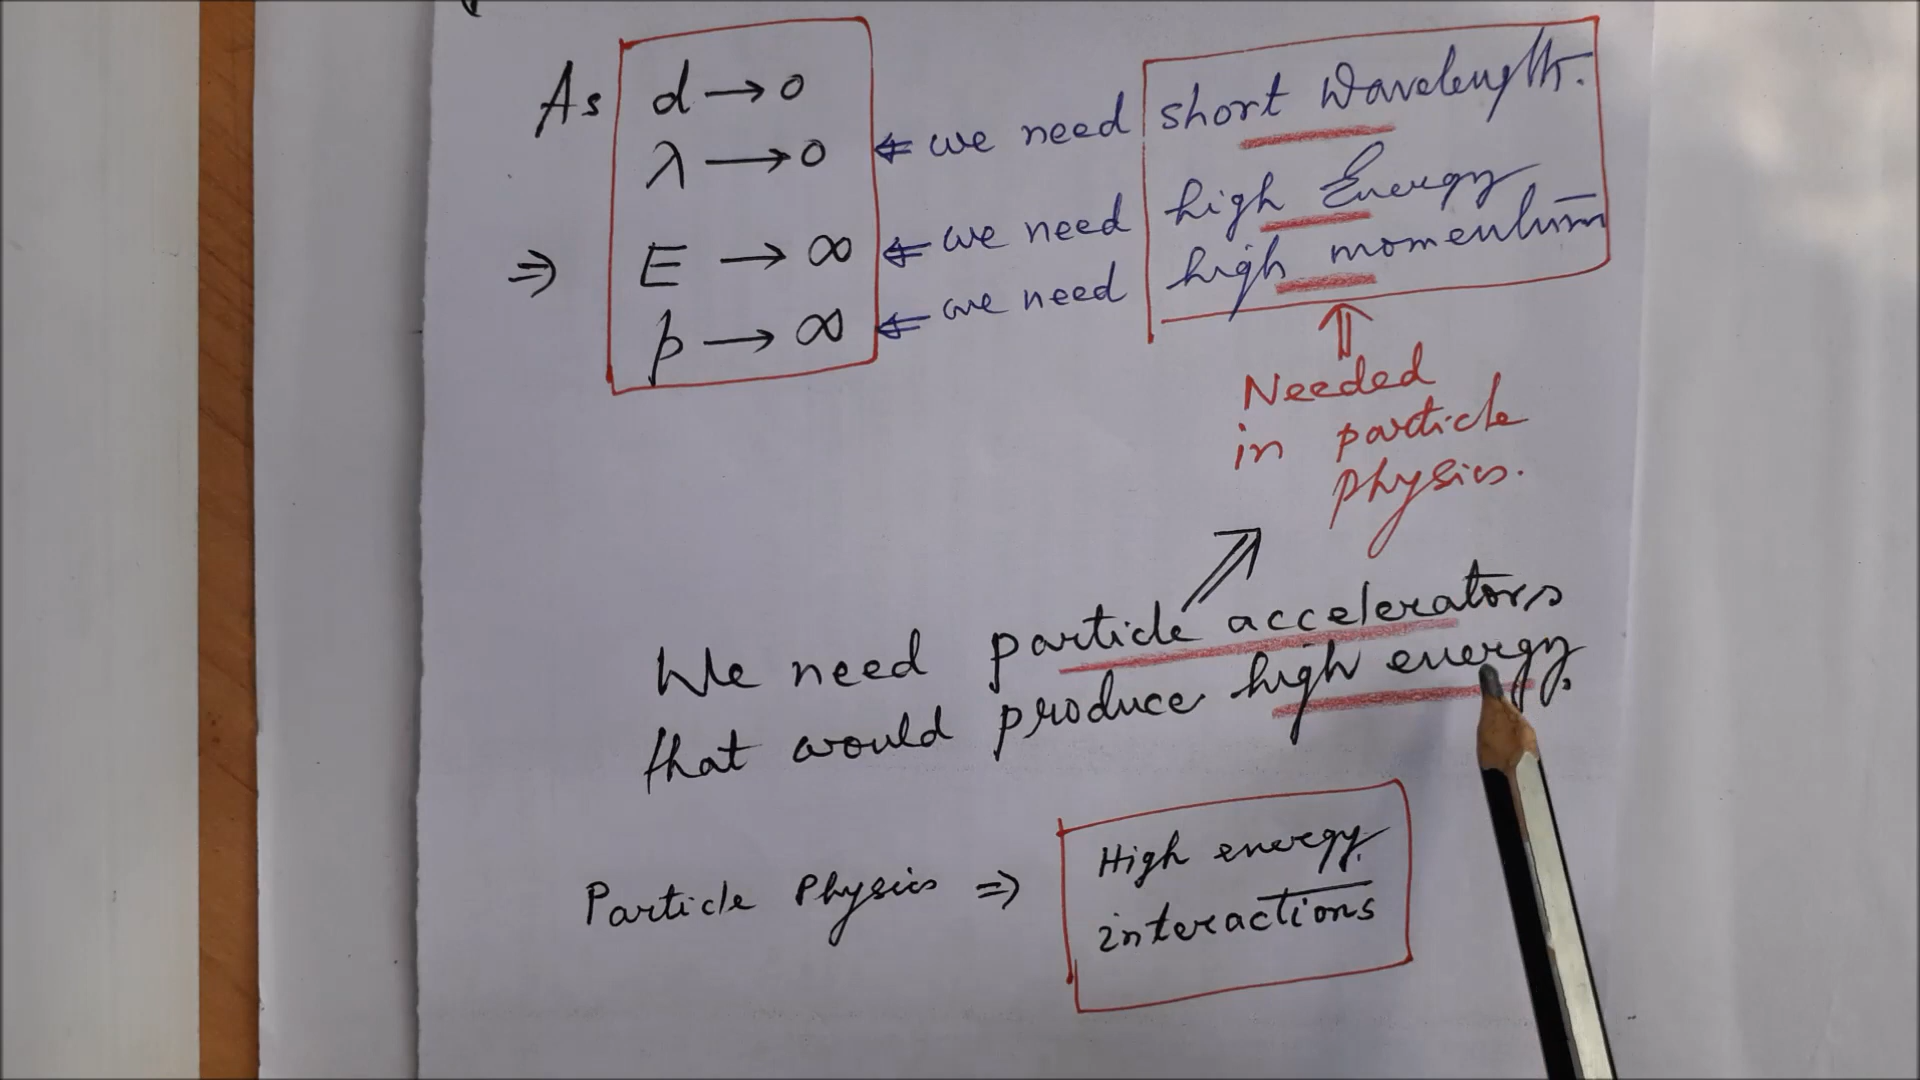 As d → 0
λ → 0 ⇐ we need short Wavelength.
⇒ E → ∞ ⇐ we need high Energy
p → ∞ ⇐ we need high momentum
⇑
Needed
in particle
physics.
We need particle accelerators
that would produce high energy.
Particle Physics ⇒ High energy
interactions